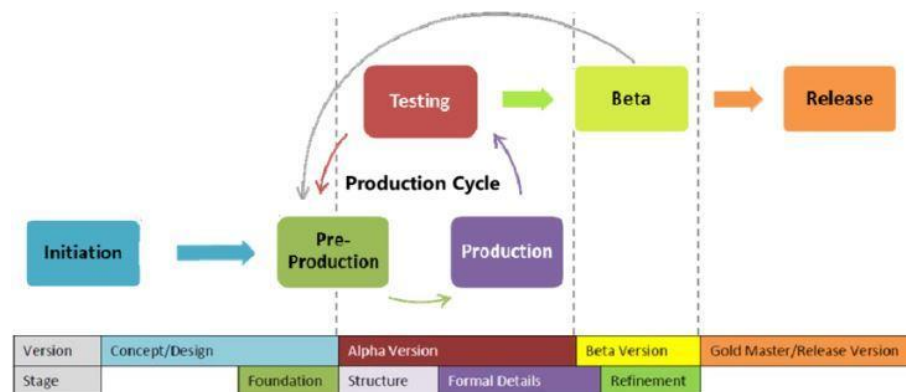 Testing
Beta
Release
Production Cycle
Initiation
Pre-
Production
Production
Version Concept/Design Alpha Version Beta Version Gold Master/Release Version
Stage Foundation Structure Formal Details Refinement